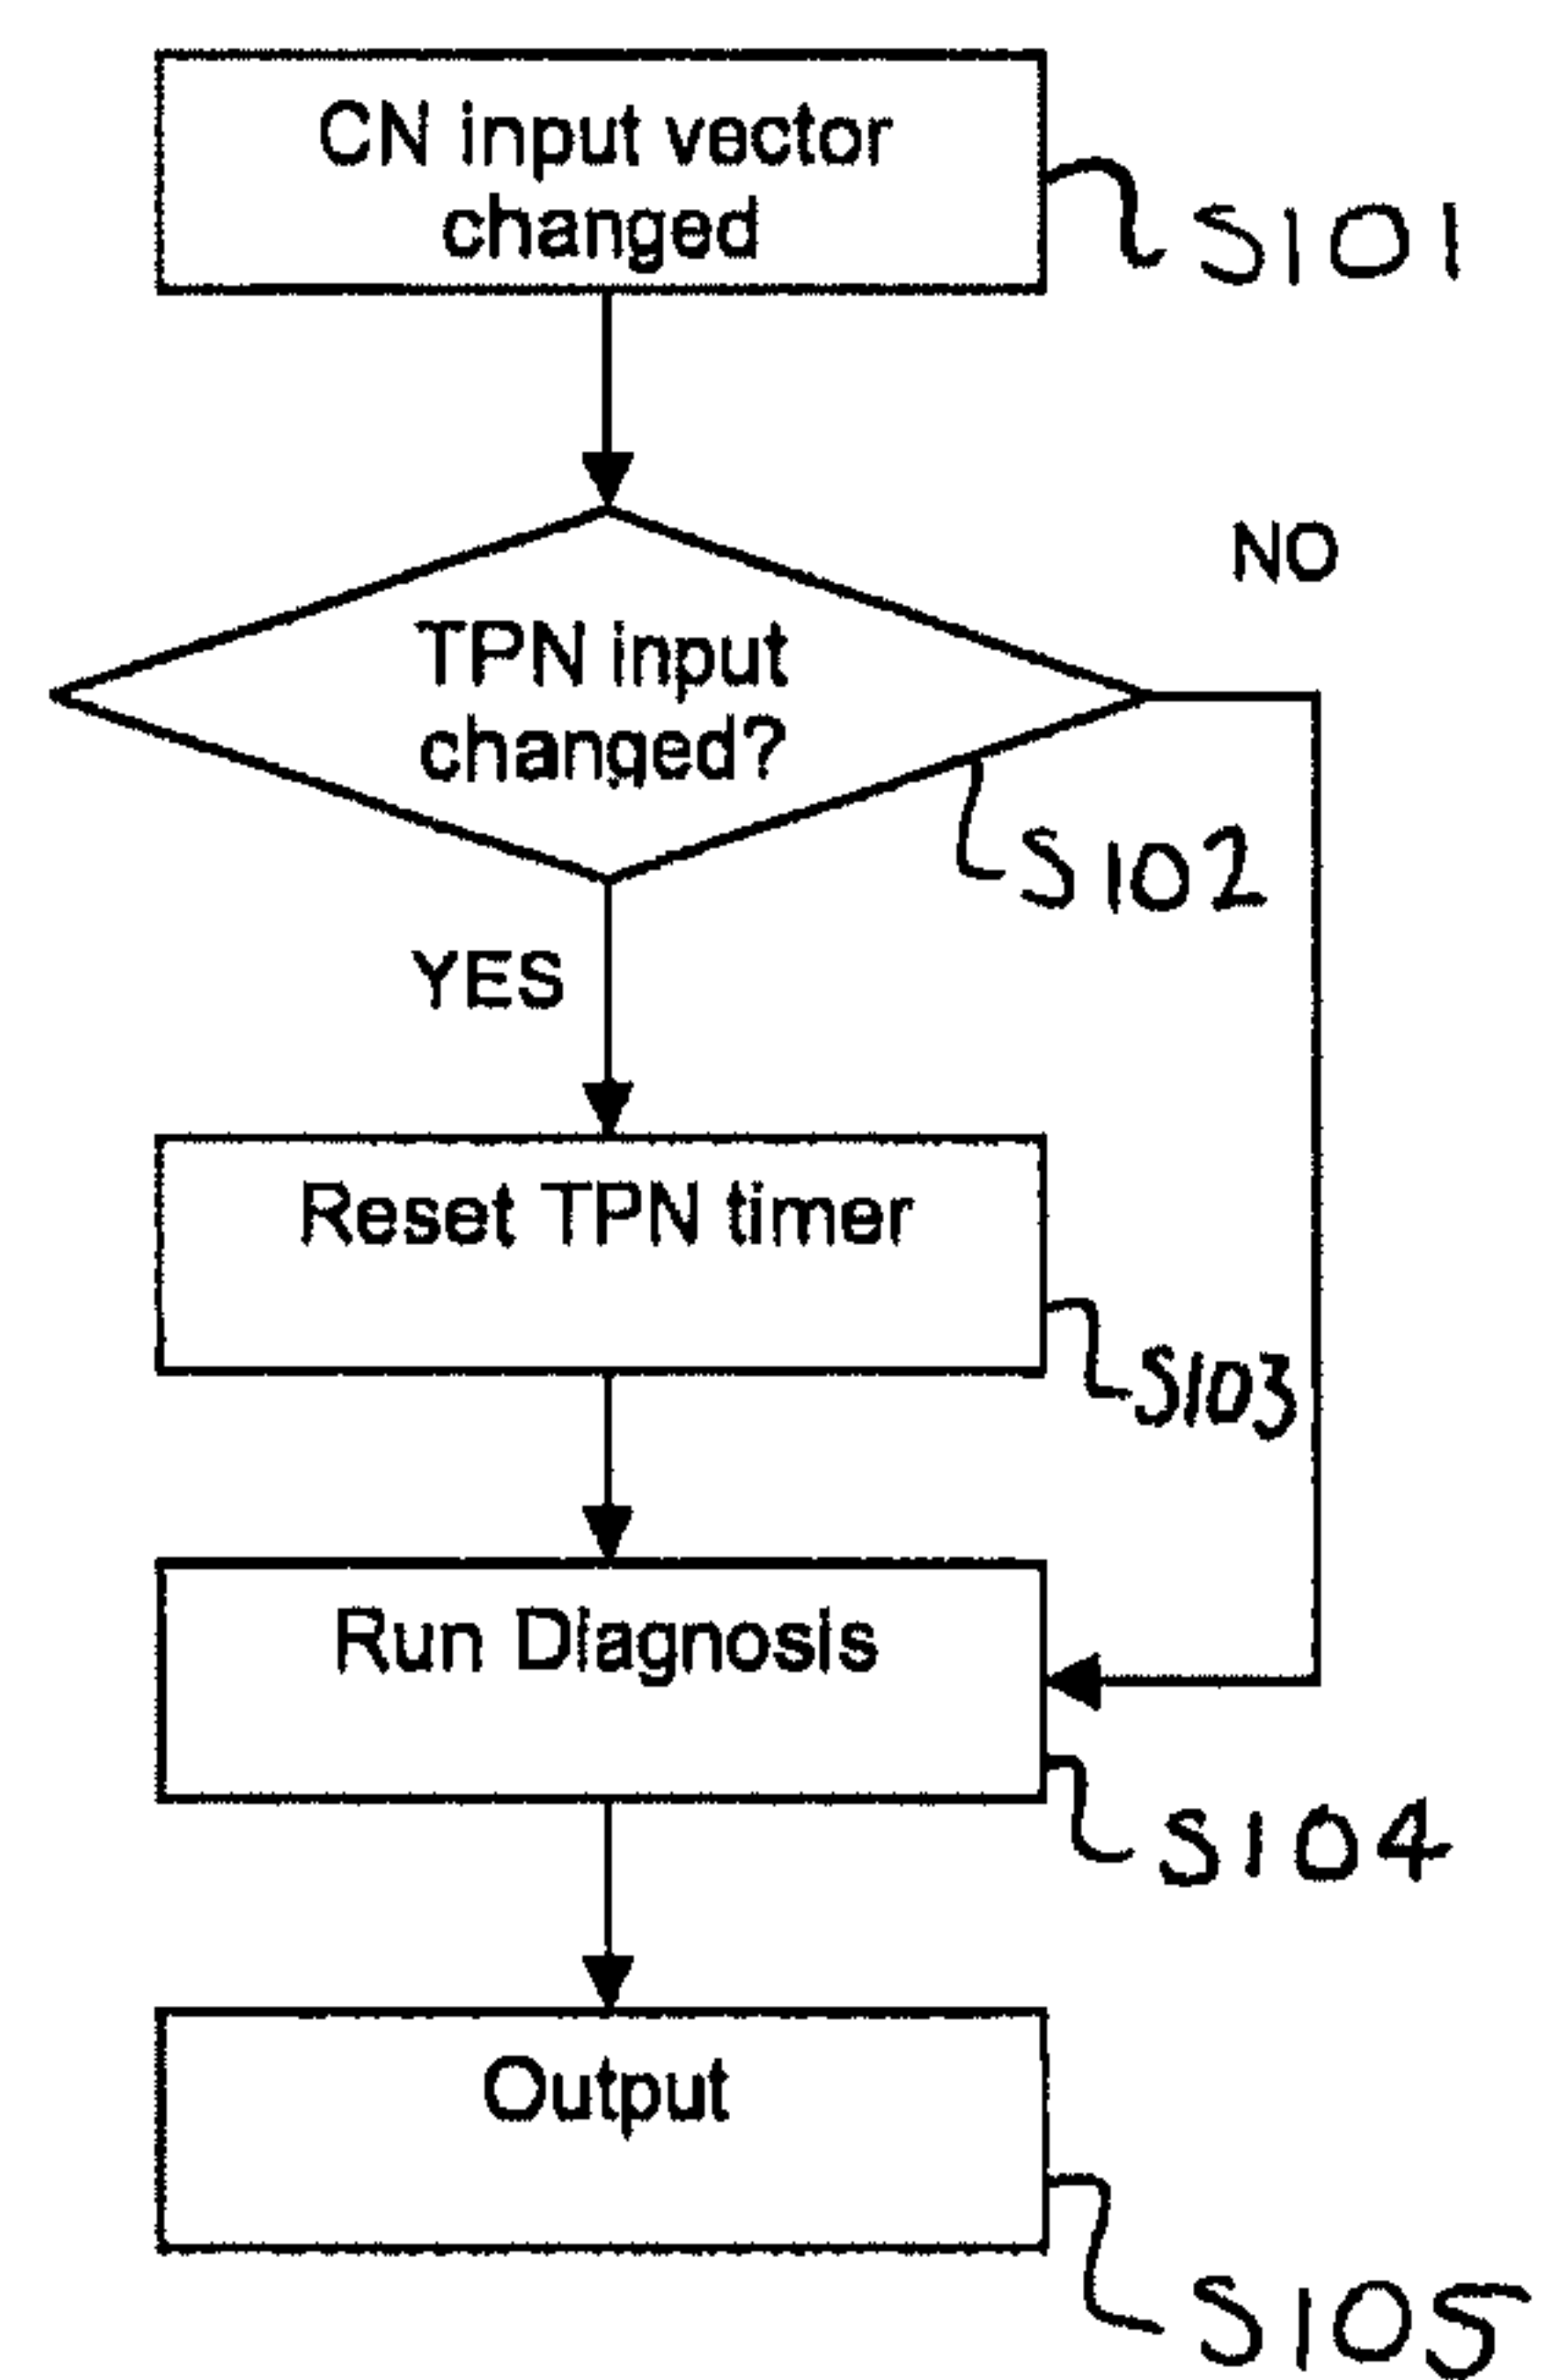 CN input vector
changed
S101
NO
TPN input
changed?
S102
YES
Reset TPN timer
S103
Run Diagnosis
S104
Output
S105